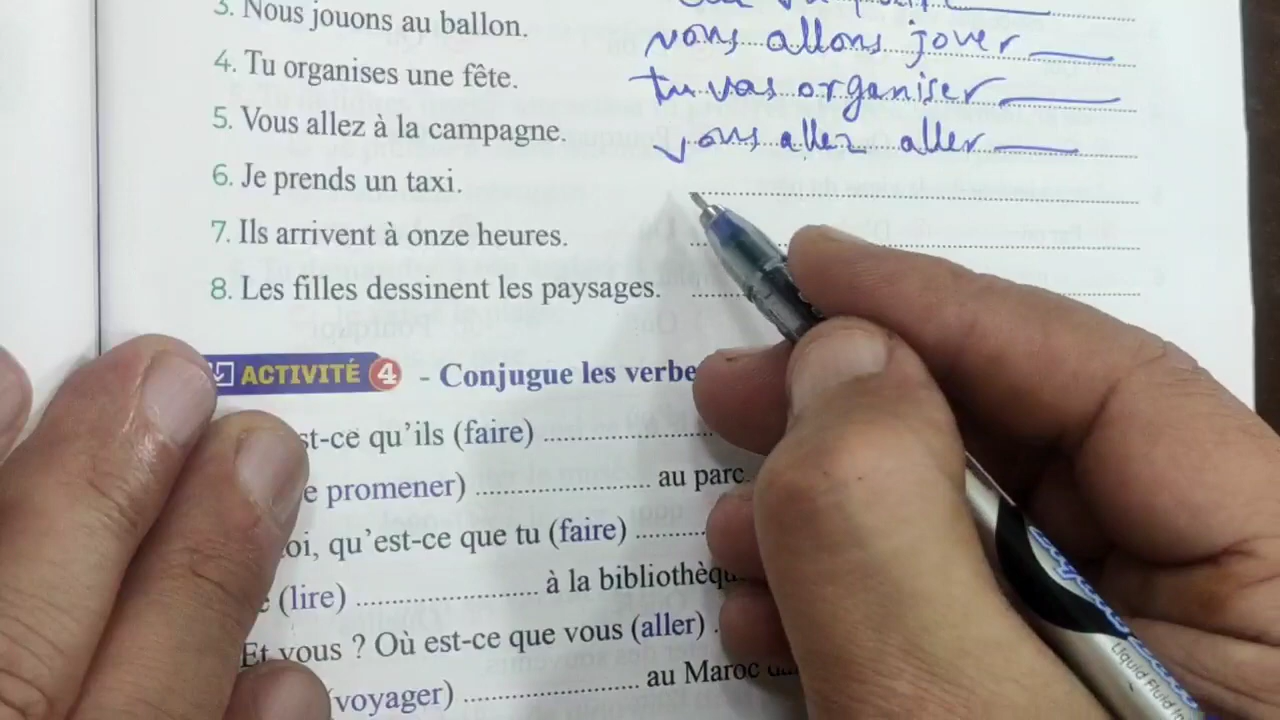 3. Nous jouons au ballon.
nous allons jouer
4. Tu organises une fête.
tu vas organiser
5. Vous allez à la campagne.
vous allez aller
6. Je prends un taxi.
7. Ils arrivent à onze heures.
8. Les filles dessinent les paysages.
ACTIVITÉ 4 - Conjugue les verbe
st-ce qu'ils (faire)
e promener) au parc.
oi, qu'est-ce que tu (faire)
(lire) à la bibliothèqu
Et vous ? Où est-ce que vous (aller)
(voyager) au Maroc
Liquid Fluid